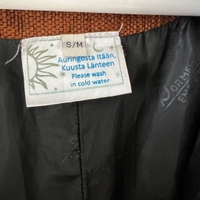 S/M
Auringosta Itään,
Kuusta Länteen
Please wash
in cold water